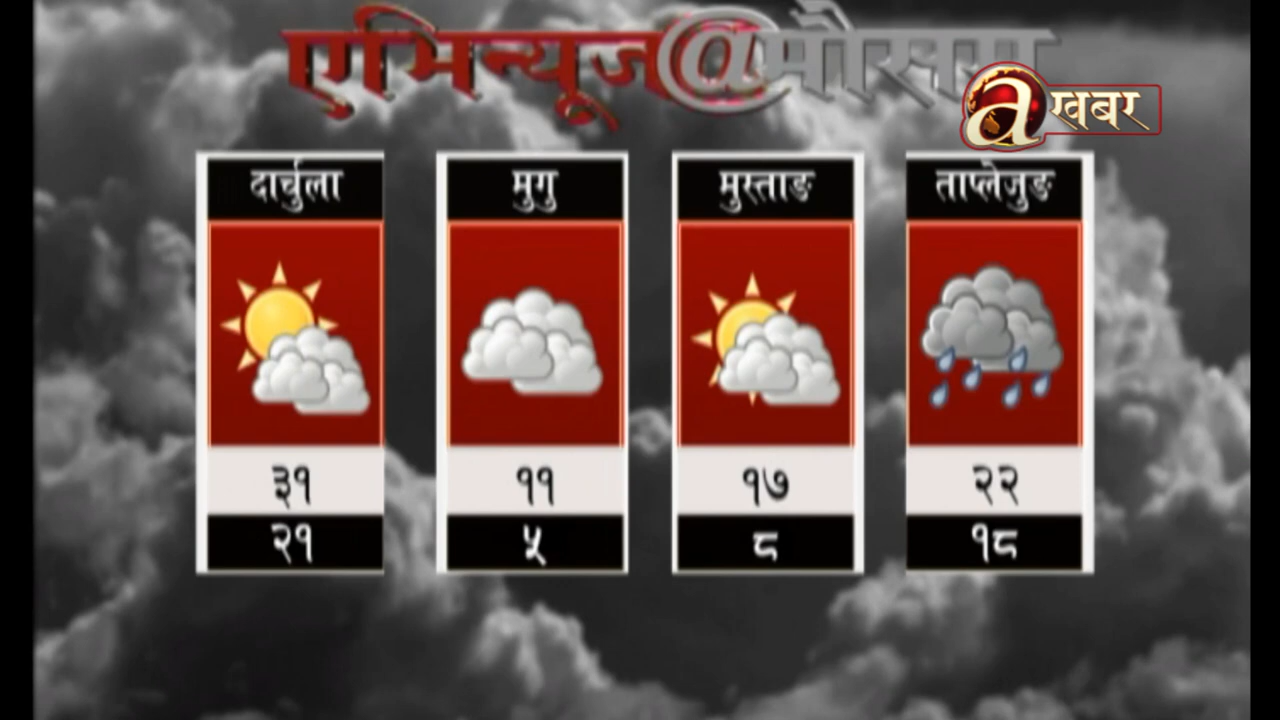 एभिन्यूज@मौसम
a खबर
दार्चुला मुगु मुस्ताङ ताप्लेजुङ
३१ ११ १७ २२
२१ ५ ८ १८